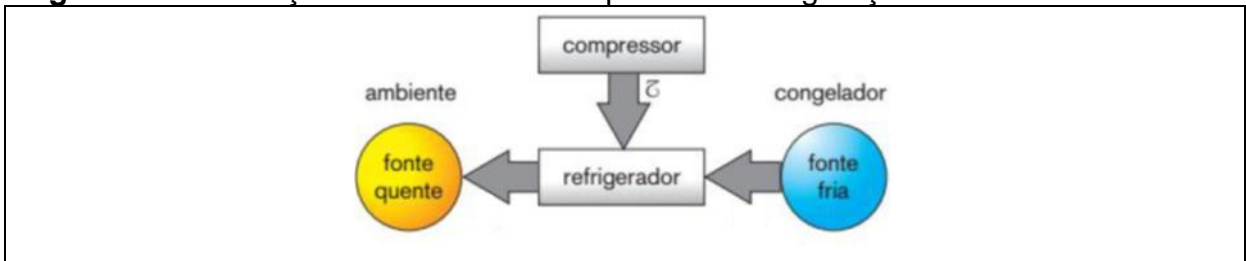 compressor
ambiente
congelador
fonte
quente
refrigerador
fonte
fria